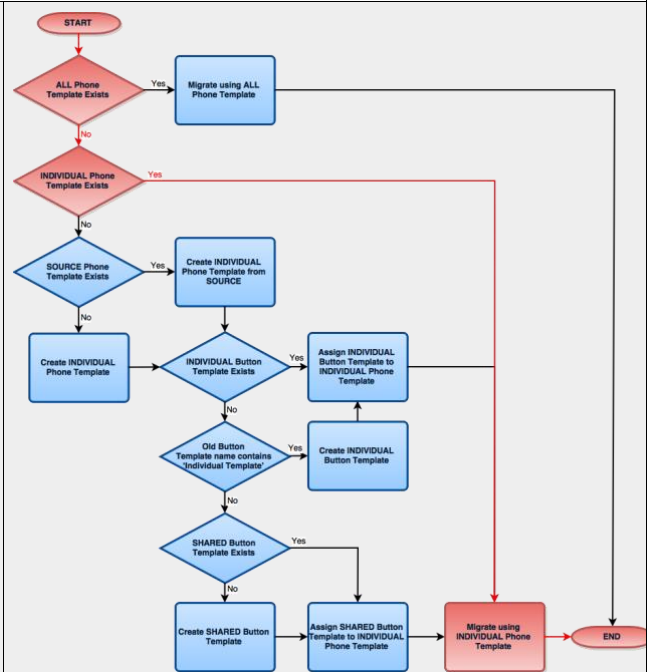 START
ALL Phone
Template Exists
Yes
Migrate using ALL
Phone Template
No
INDIVIDUAL Phone
Template Exists
Yes
No
SOURCE Phone
Template Exists
Yes
Create INDIVIDUAL
Phone Template from
SOURCE
No
Create INDIVIDUAL
Phone Template
INDIVIDUAL Button
Template Exists
Yes
Assign INDIVIDUAL
Button Template to
INDIVIDUAL Phone
Template
No
Old Button
Template name contains
'Individual Template'
Yes
Create INDIVIDUAL
Button Template
No
SHARED Button
Template Exists
Yes
No
Create SHARED Button
Template
Assign SHARED Button
Template to INDIVIDUAL
Phone Template
Migrate using
INDIVIDUAL Phone
Template
END